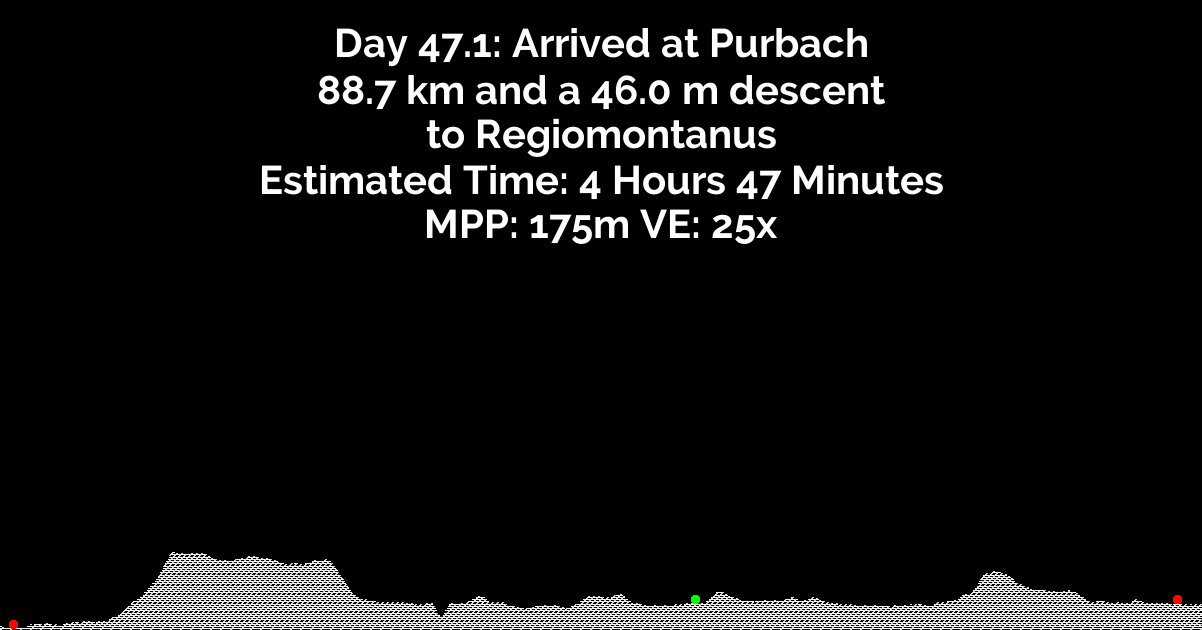 Day 47.1: Arrived at Purbach
88.7 km and a 46.0 m descent
to Regiomontanus
Estimated Time: 4 Hours 47 Minutes
MPP: 175m VE: 25x